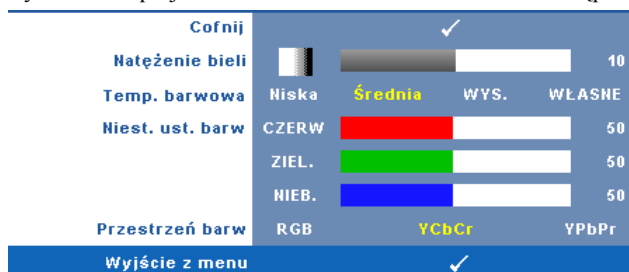 Cofnij ✓
Natężenie bieli 10
Temp. barwowa Niska Średnia WYS. WŁASNE
Niest. ust. barw CZERW 50
ZIEL. 50
NIEB. 50
Przestrzeń barw RGB YCbCr YPbPr
Wyjście z menu ✓